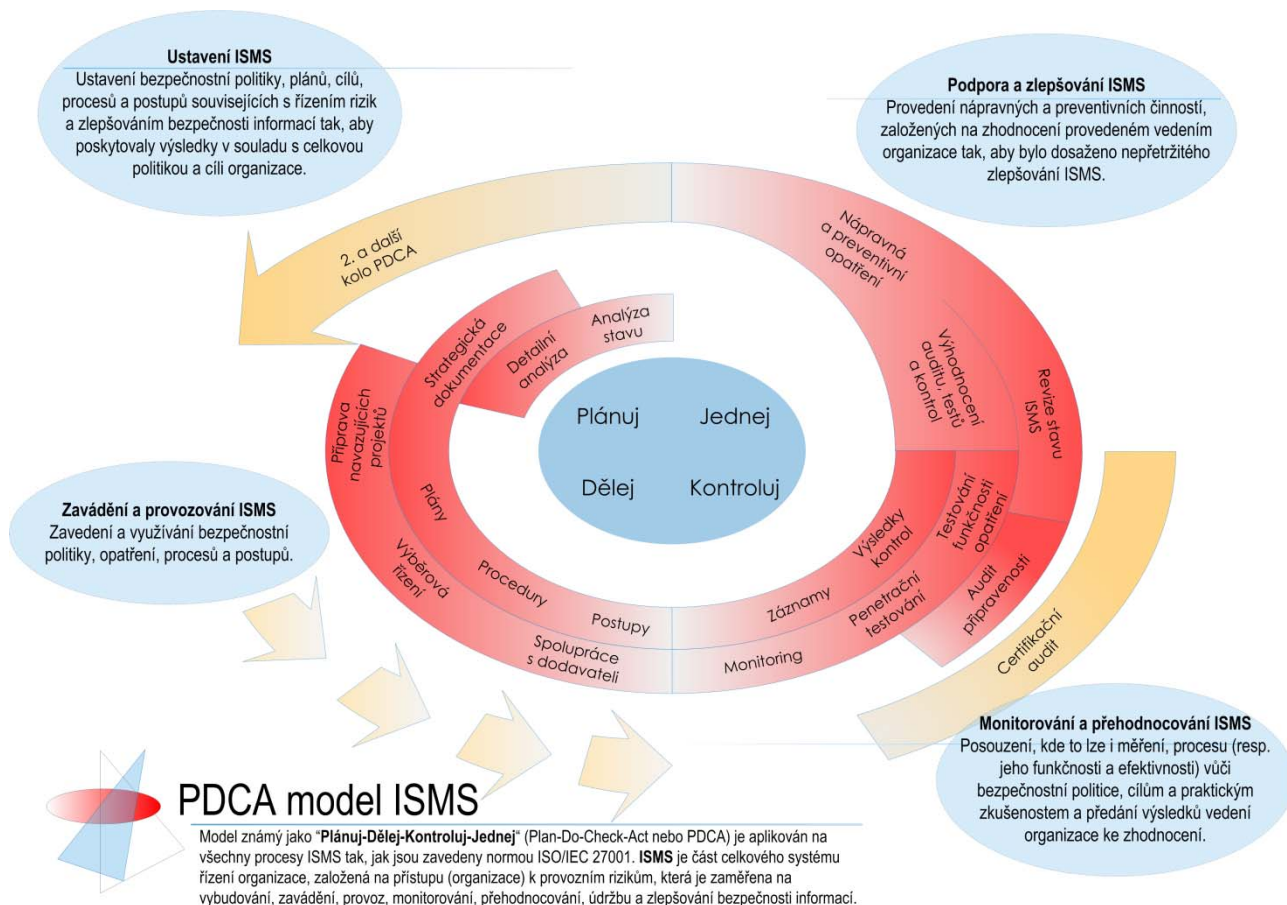 Ustavení ISMS
Ustavení bezpečnostní politiky, plánů, cílů,
procesů a postupů souvisejících s řízením rizik
a zlepšováním bezpečnosti informací tak, aby
poskytovaly výsledky v souladu s celkovou
politikou a cíli organizace.
Podpora a zlepšování ISMS
Provedení nápravných a preventivních činností,
založených na zhodnocení provedeném vedením
organizace tak, aby bylo dosaženo nepřetržitého
zlepšování ISMS.
2. a další
kolo PDCA
Nápravná
a preventivní
opatření
Strategická
dokumentace
Detailní
analýza
Analýza
stavu
Výhodnocení
auditu, testů
a kontrol
Revize stavu
ISMS
Příprava
navazujících
projektů
Plánuj
Jednej
Dělej
Kontroluj
Zavádění a provozování ISMS
Zavedení a využívání bezpečnostní
politiky, opatření, procesů a postupů.
Plány
Procedury
Postupy
Výběrová
řízení
Spolupráce
s dodavateli
Záznamy
Výsledky
kontrol
Monitoring
Penetrační
testování
Testování
funkčnosti
opatření
Audit
připravenosti
Certifikační
audit
Monitorování a přehodnocování ISMS
Posouzení, kde to lze i měření, procesu (resp.
jeho funkčnosti a efektivnosti) vůči
bezpečnostní politice, cílům a praktickým
zkušenostem a předání výsledků vedení
organizace ke zhodnocení.
PDCA model ISMS
Model známý jako “Plánuj-Dělej-Kontroluj-Jednej“ (Plan-Do-Check-Act nebo PDCA) je aplikován na
všechny procesy ISMS tak, jak jsou zavedeny normou ISO/IEC 27001. ISMS je část celkového systému
řízení organizace, založená na přístupu (organizace) k provozním rizikům, která je zaměřena na
vybudování, zavádění, provoz, monitorování, přehodnocování, údržbu a zlepšování bezpečnosti informací.